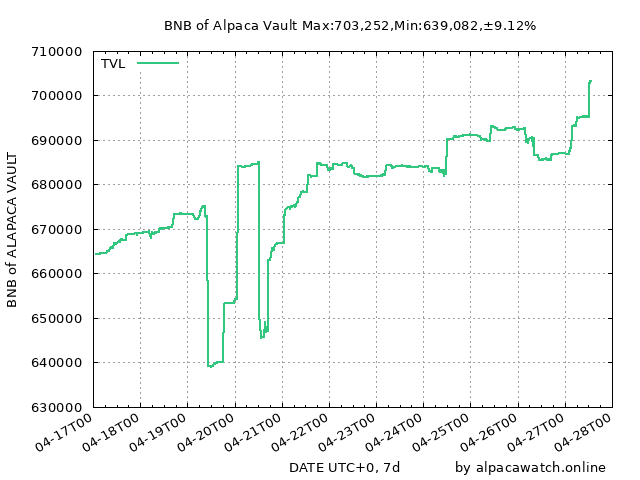 BNB of Alpaca Vault Max:703,252,Min:639,082,±9.12%
TVL
710000
700000
690000
680000
670000
660000
650000
640000
630000
BNB of ALAPACA VAULT
04-17T00
04-18T00
04-19T00
04-20T00
04-21T00
04-22T00
04-23T00
04-24T00
04-25T00
04-26T00
04-27T00
04-28T00
DATE UTC+0, 7d
by alpacawatch.online